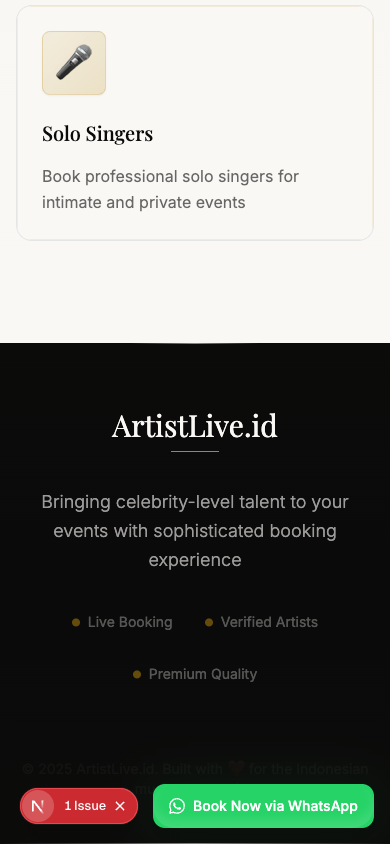 Solo Singers
Book professional solo singers for
intimate and private events
ArtistLive.id
Bringing celebrity-level talent to your
events with sophisticated booking
experience
Live Booking
Verified Artists
Premium Quality
© 2025 ArtistLive.id. Built with ❤️ for the Indonesian
N
1 Issue
Book Now via WhatsApp